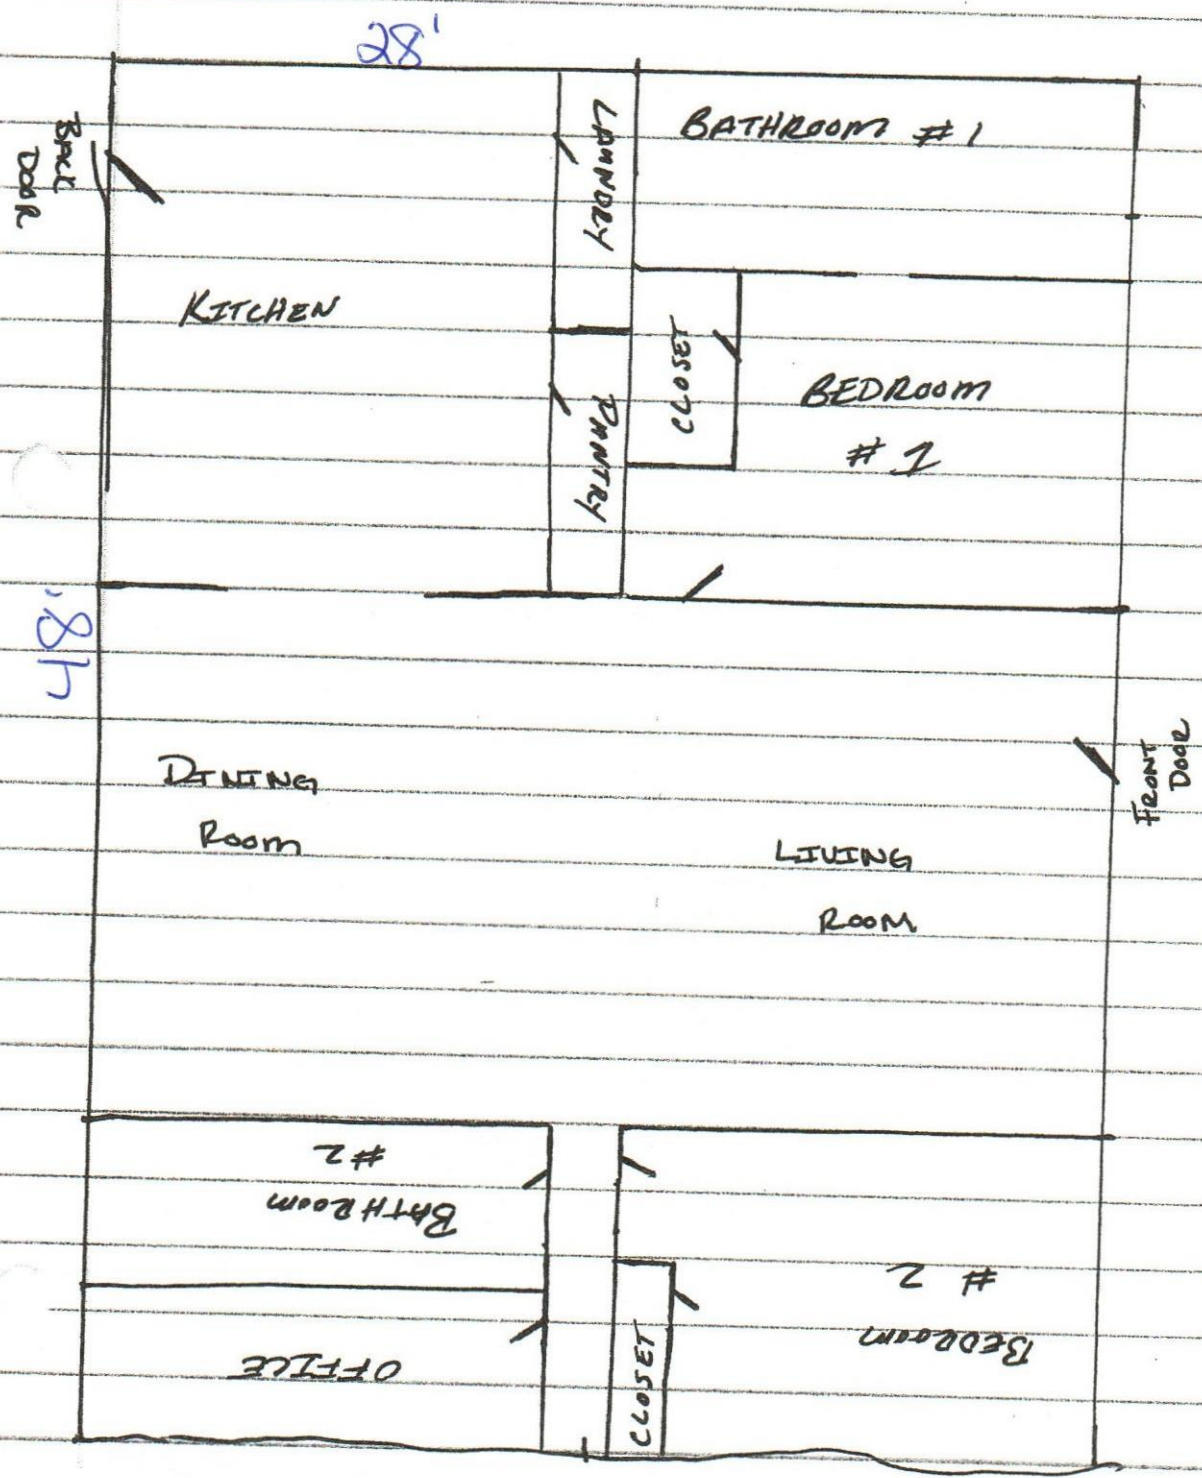 28'
BACK
DOOR
LAUNDRY
BATHROOM #1
KITCHEN
CLOSET
BEDROOM
#1
PANTRY
48'
DINING
ROOM
LIVING
ROOM
FRONT
DOOR
BATHROOM
#2
BEDROOM
#2
OFFICE
CLOSET